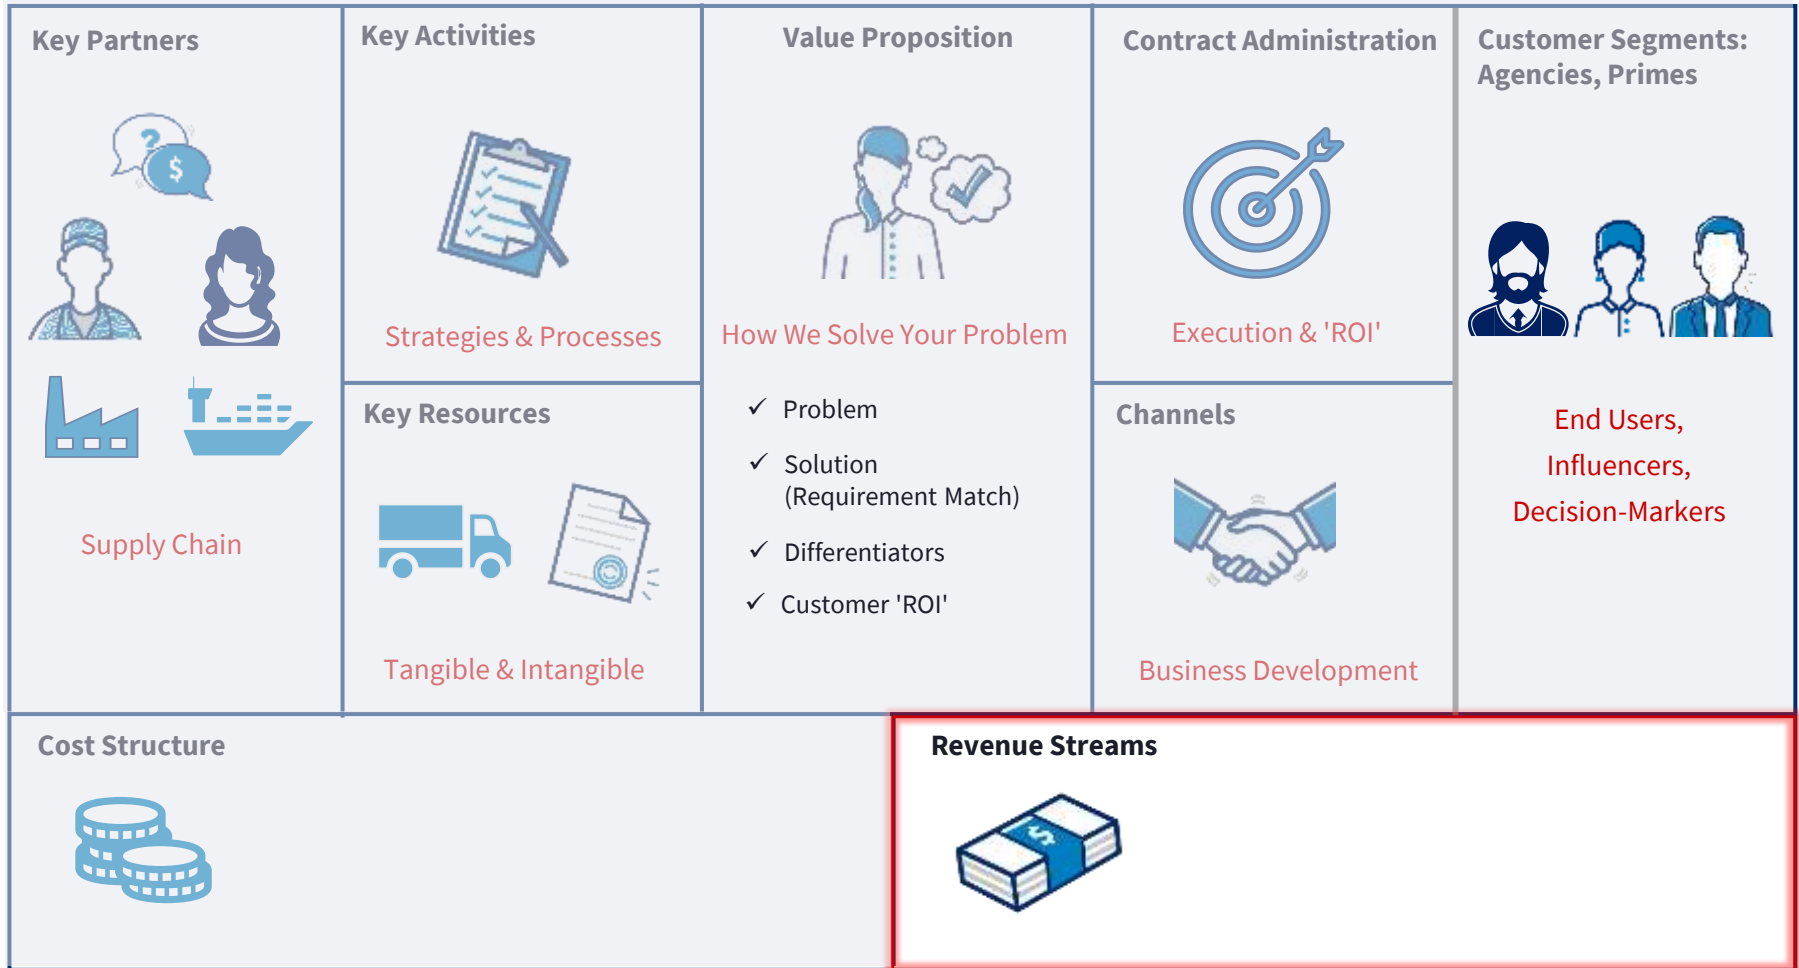 Key Partners
?
$
Supply Chain
Key Activities
Strategies & Processes
Key Resources
Tangible & Intangible
Value Proposition
How We Solve Your Problem
✓ Problem
✓ Solution
(Requirement Match)
✓ Differentiators
✓ Customer 'ROI'
Contract Administration
Execution & 'ROI'
Channels
Business Development
Customer Segments:
Agencies, Primes
End Users,
Influencers,
Decision-Markers
Cost Structure
Revenue Streams
$